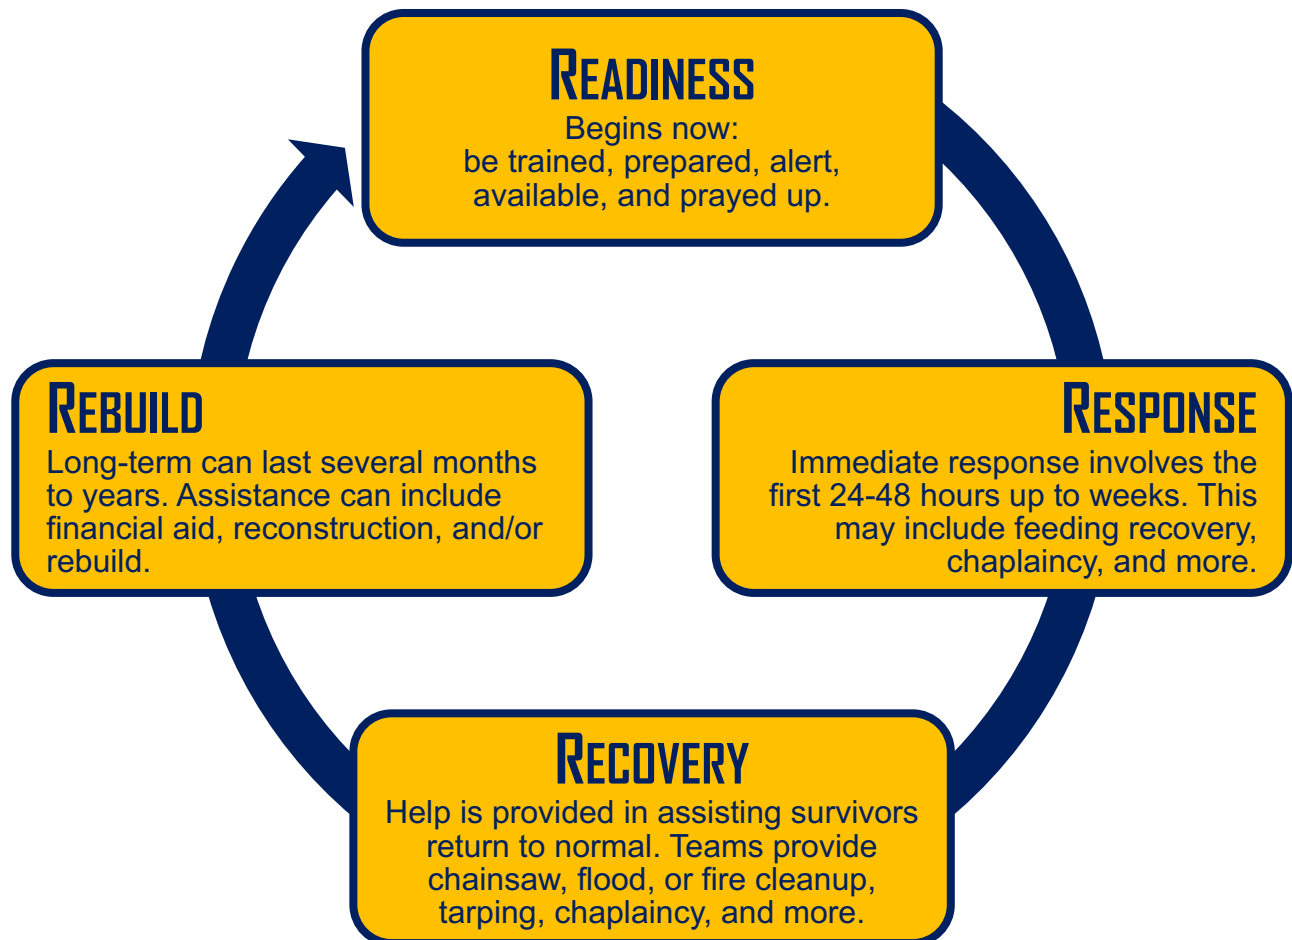 READINESS
Begins now:
be trained, prepared, alert,
available, and prayed up.
RESPONSE
Immediate response involves the
first 24-48 hours up to weeks. This
may include feeding recovery,
chaplaincy, and more.
RECOVERY
Help is provided in assisting survivors
return to normal. Teams provide
chainsaw, flood, or fire cleanup,
tarping, chaplaincy, and more.
REBUILD
Long-term can last several months
to years. Assistance can include
financial aid, reconstruction, and/or
rebuild.